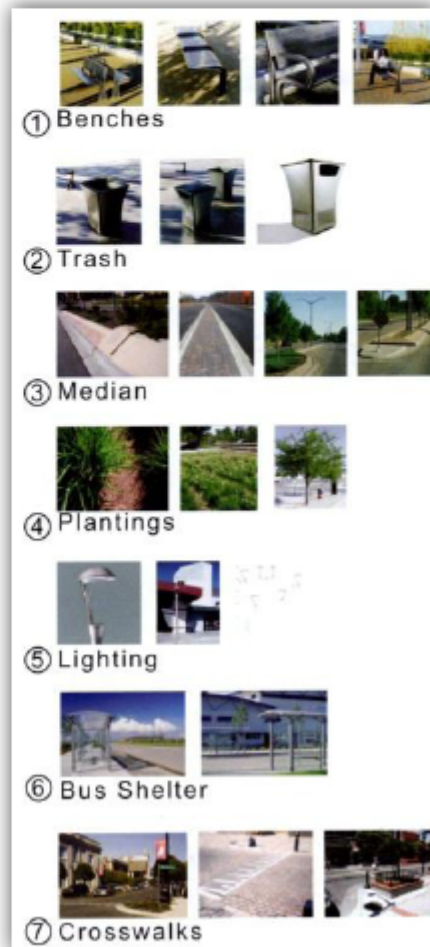 ① Benches
② Trash
③ Median
④ Plantings
⑤ Lighting
⑥ Bus Shelter
⑦ Crosswalks